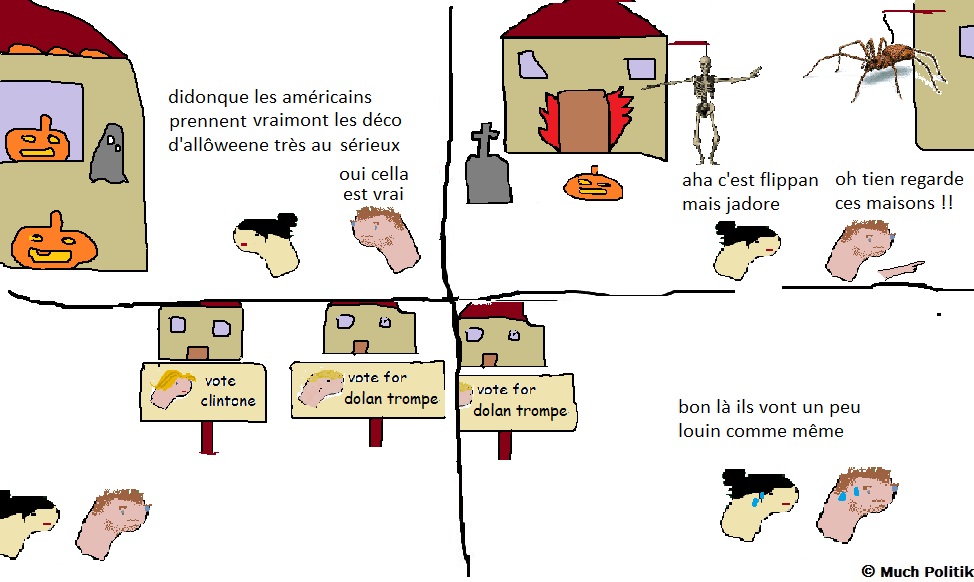 didonque les américains
prennent vraimont les déco
d'allôweene très au sérieux
oui cella
est vrai
aha c'est flippan
mais jadore
oh tien regarde
ces maisons !!
vote
clintone
vote for
dolan trompe
vote for
dolan trompe
bon là ils vont un peu
louin comme même
© Much Politik